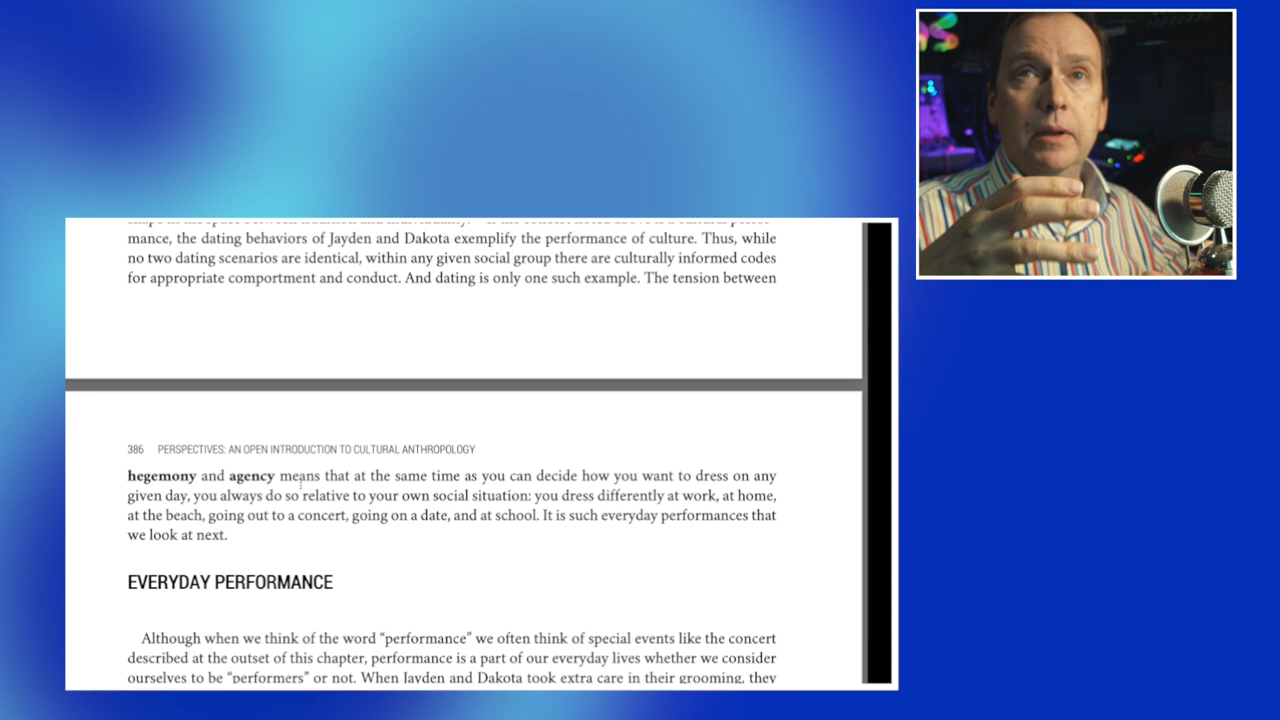 mance, the dating behaviors of Jayden and Dakota exemplify the performance of culture. Thus, while
no two dating scenarios are identical, within any given social group there are culturally informed codes
for appropriate comportment and conduct. And dating is only one such example. The tension between
386 PERSPECTIVES: AN OPEN INTRODUCTION TO CULTURAL ANTHROPOLOGY
hegemony and agency means that at the same time as you can decide how you want to dress on any
given day, you always do so relative to your own social situation: you dress differently at work, at home,
at the beach, going out to a concert, going on a date, and at school. It is such everyday performances that
we look at next.
EVERYDAY PERFORMANCE
Although when we think of the word “performance” we often think of special events like the concert
described at the outset of this chapter, performance is a part of our everyday lives whether we consider
ourselves to be “performers” or not. When Jayden and Dakota took extra care in their grooming, they